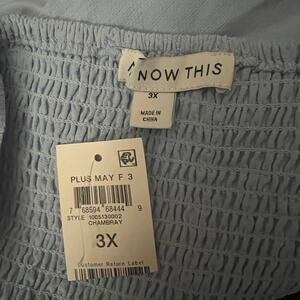 NOW THIS
3X
MADE IN
CHINA
PLUS MAY F 3
7 68594 68444 9
STYLE 1005130002
CHAMBRAY
3X
Customer Return Label